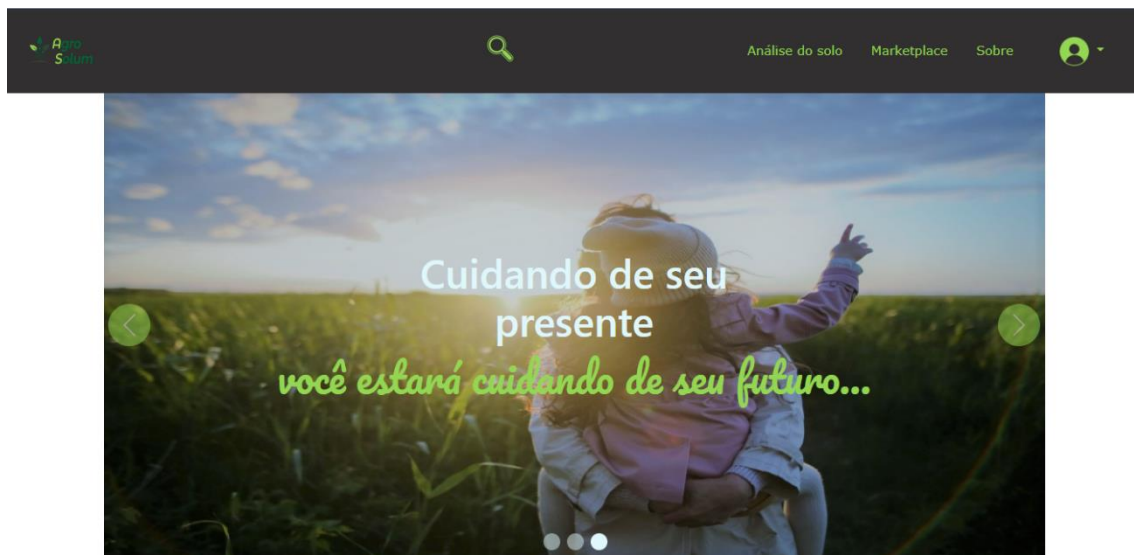 Agro
Solum
Análise do solo
Marketplace
Sobre
Cuidando de seu
presente
você estará cuidando de seu futuro...